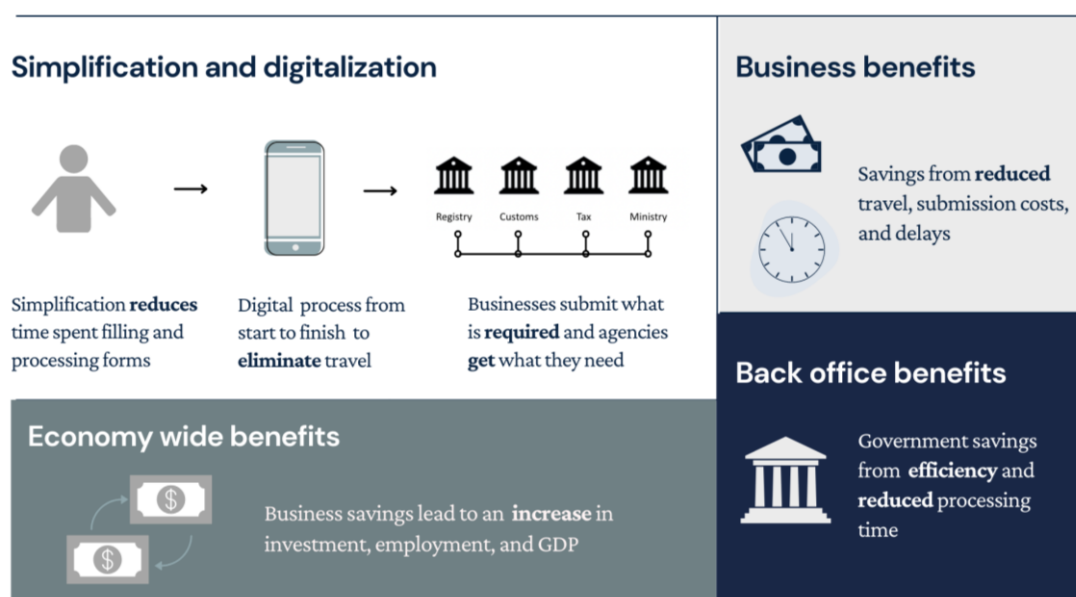 Simplification and digitalization
Registry
Customs
Tax
Ministry
Simplification reduces
time spent filling and
processing forms
Digital process from
start to finish to
eliminate travel
Businesses submit what
is required and agencies
get what they need
Business benefits
Savings from reduced
travel, submission costs,
and delays
Economy wide benefits
$
$
Business savings lead to an increase in
investment, employment, and GDP
Back office benefits
Government savings
from efficiency and
reduced processing
time